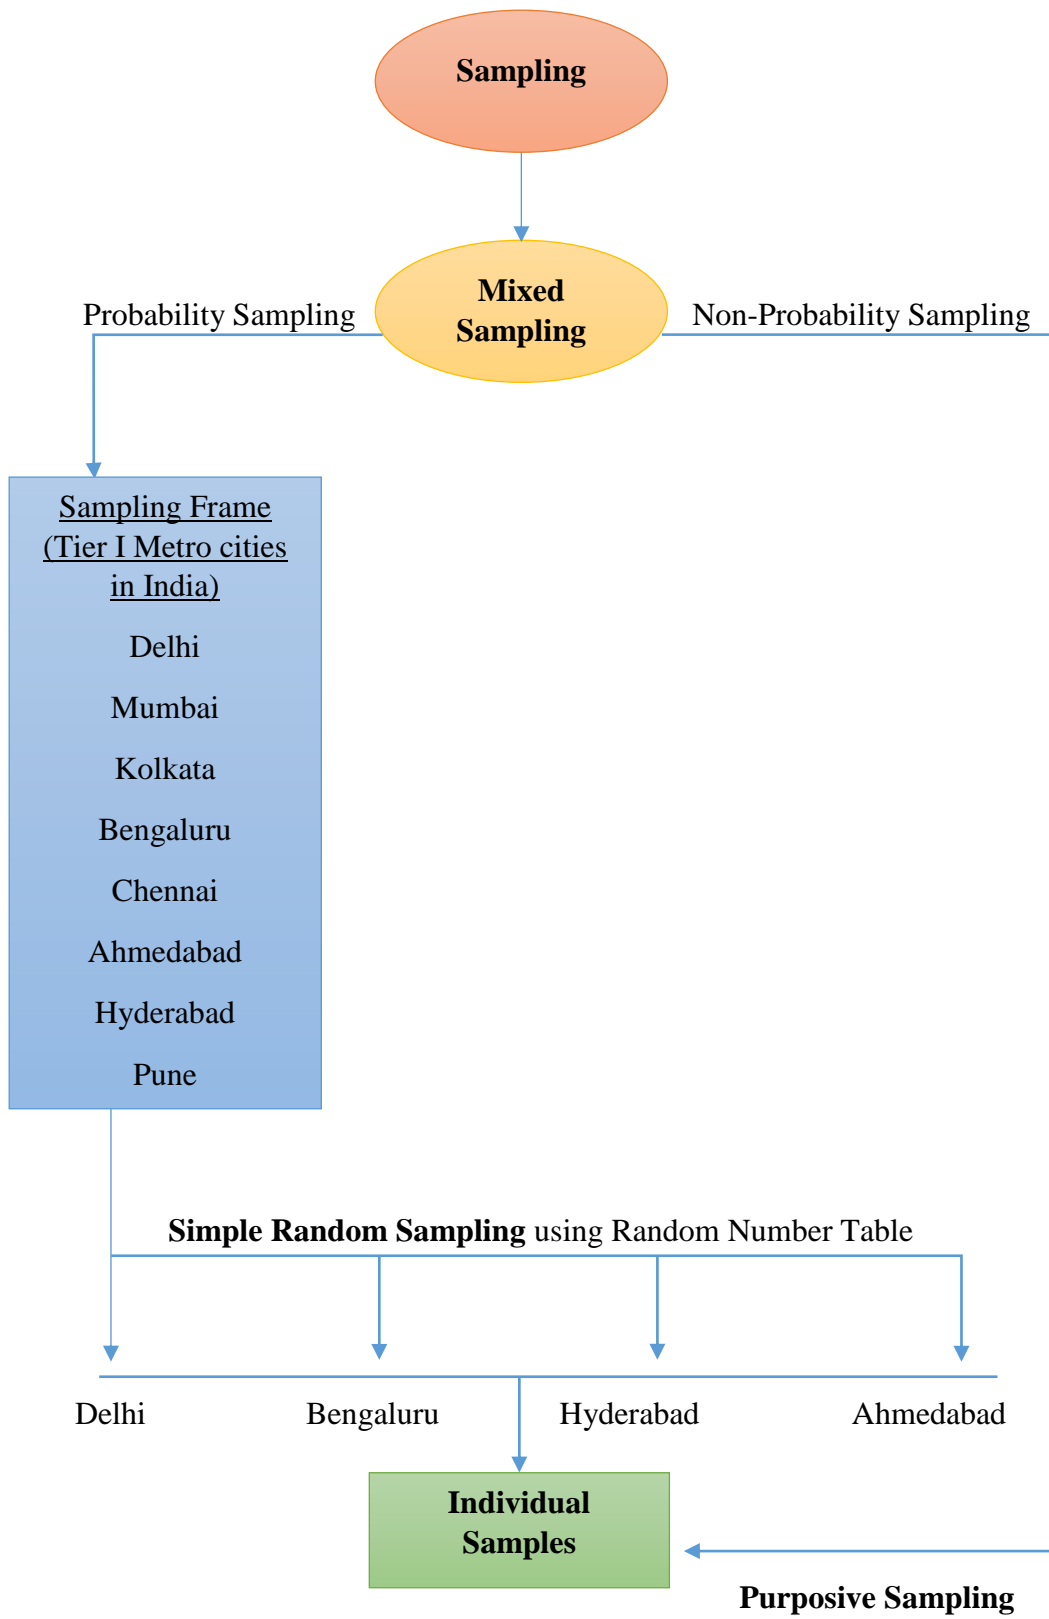 Sampling
Mixed
Sampling
Probability Sampling
Non-Probability Sampling
Sampling Frame
(Tier I Metro cities
in India)
Delhi
Mumbai
Kolkata
Bengaluru
Chennai
Ahmedabad
Hyderabad
Pune
Simple Random Sampling using Random Number Table
Delhi
Bengaluru
Hyderabad
Ahmedabad
Individual
Samples
Purposive Sampling